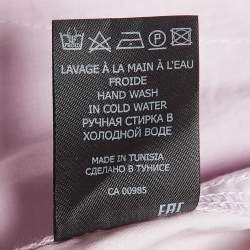 LAVAGE À LA MAIN À L'EAU
FROIDE
HAND WASH
IN COLD WATER
РУЧНАЯ СТИРКА В
ХОЛОДНОЙ ВОДЕ
MADE IN TUNISIA
СДЕЛАНО В ТУНИСЕ
CA 00985
EAC